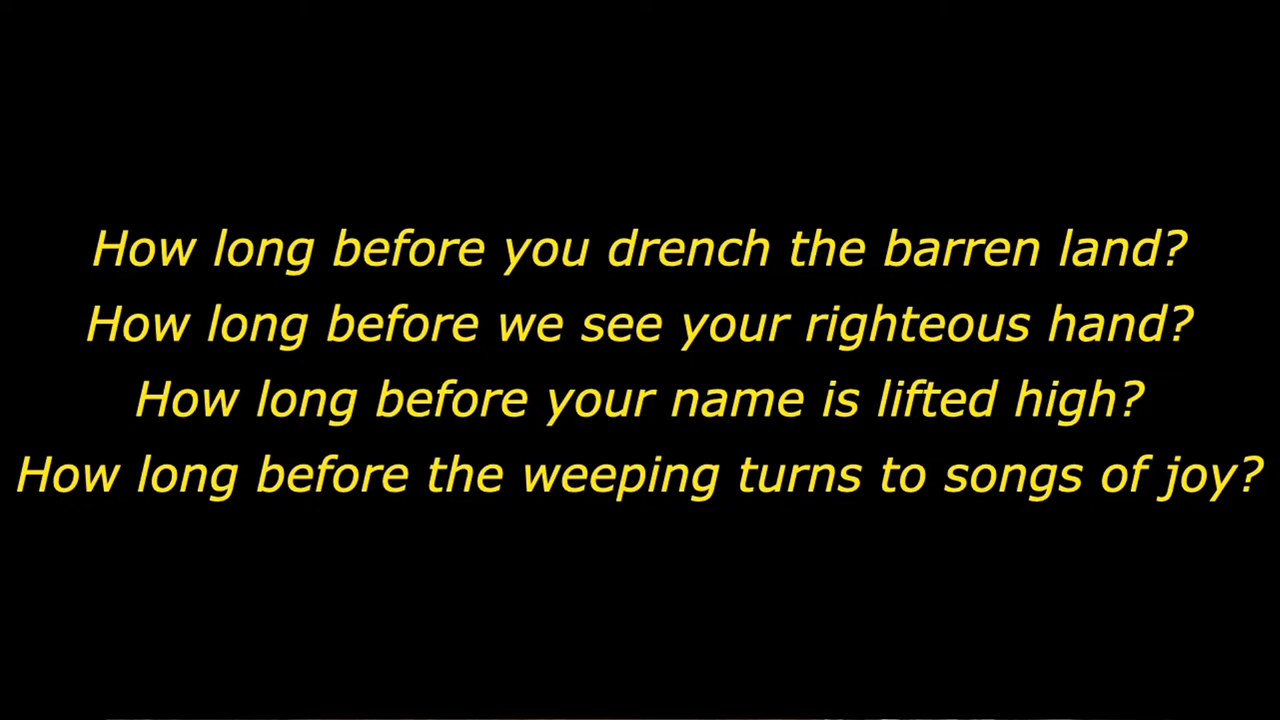 How long before you drench the barren land?
How long before we see your righteous hand?
How long before your name is lifted high?
How long before the weeping turns to songs of joy?